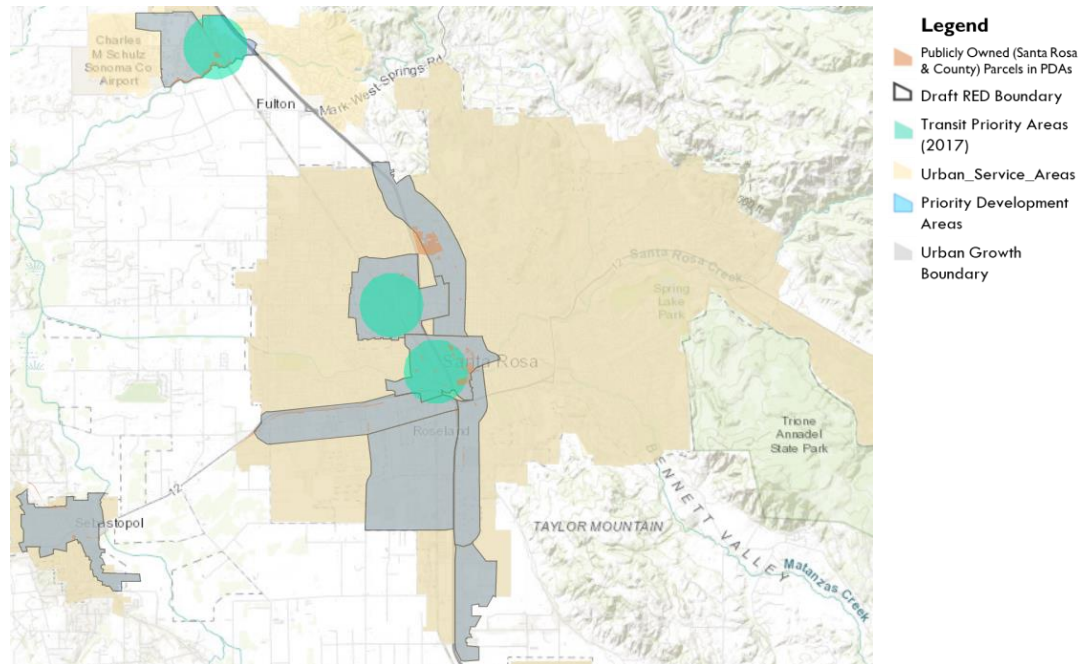 Charles
M Schulz
Sonoma Co
Airport
Fulton
Mark-West-Springs-Rd
Santa Rosa Creek
Spring
Lake
Park
Santa Rosa
Roseland
Trione
Annadel
State Park
12
Sebastopol
TAYLOR MOUNTAIN
BENNETT VALLEY
Matanzas Creek
Legend
Publicly Owned (Santa Rosa
& County) Parcels in PDAs
Draft RED Boundary
Transit Priority Areas
(2017)
Urban_Service_Areas
Priority Development
Areas
Urban Growth
Boundary